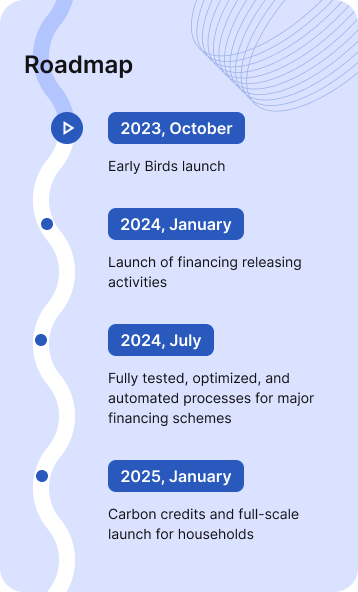 Roadmap
2023, October
Early Birds launch
2024, January
Launch of financing releasing
activities
2024, July
Fully tested, optimized, and
automated processes for major
financing schemes
2025, January
Carbon credits and full-scale
launch for households